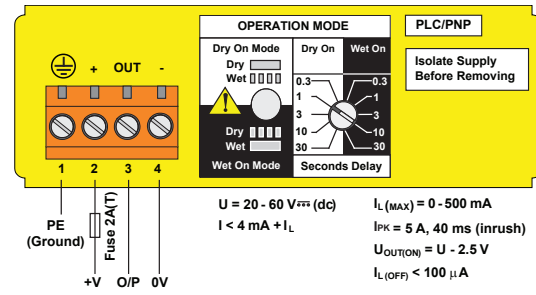 OPERATION MODE
Dry On Mode
Dry
Wet
Dry
Wet
Wet On Mode
Dry On
Wet On
0.3
0.3
1
1
3
3
10
10
30
30
Seconds Delay
PLC/PNP
Isolate Supply
Before Removing
+ OUT -
1 2 3 4
PE
(Ground)
Fuse 2A(T)
+V O/P 0V
U = 20 - 60 V⎓ (dc)
I < 4 mA + IL
IL (MAX) = 0 - 500 mA
IPK = 5 A, 40 ms (inrush)
UOUT(ON) = U - 2.5 V
IL (OFF) < 100 µA